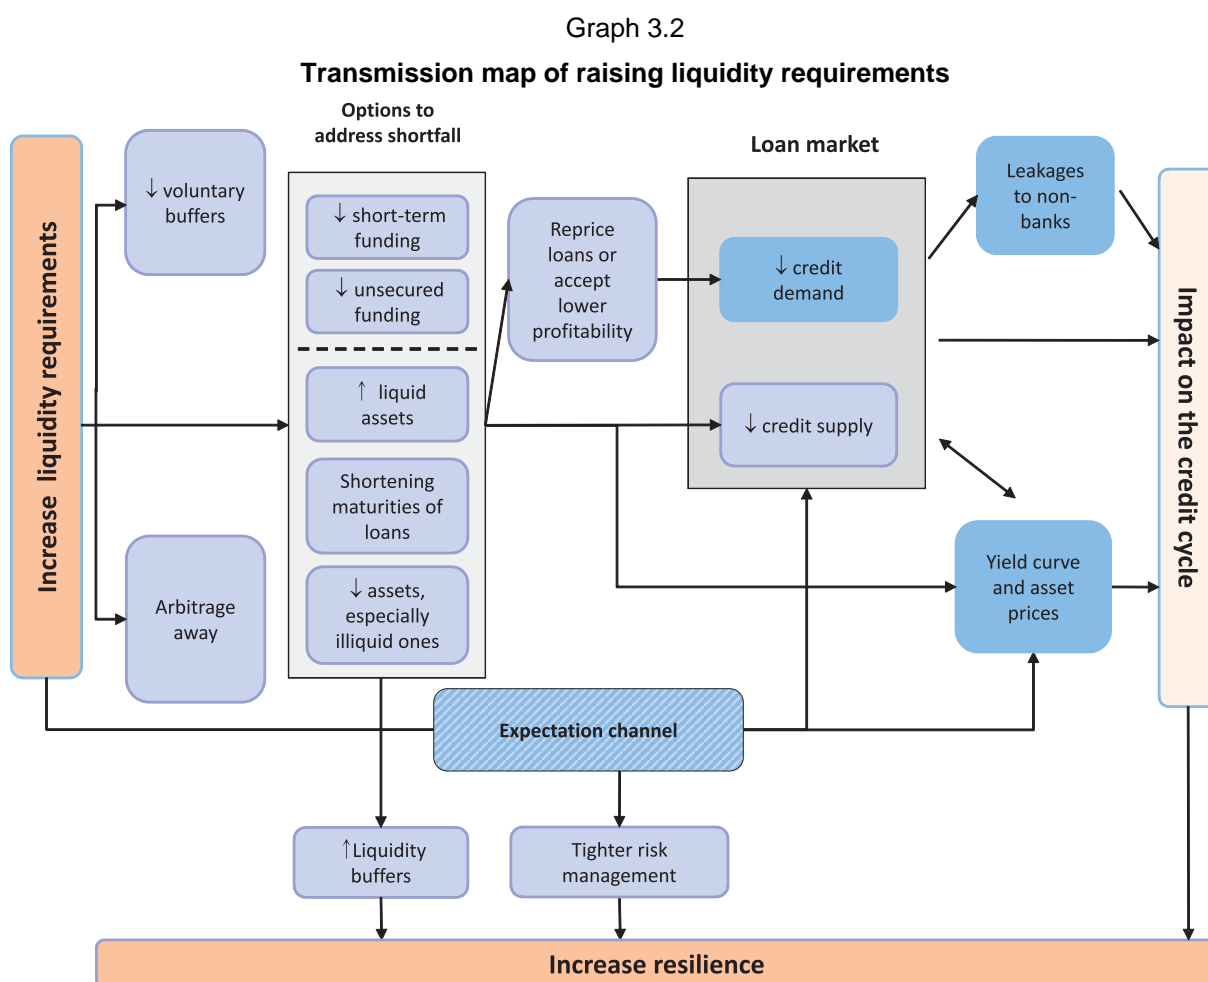 Graph 3.2
Transmission map of raising liquidity requirements
Options to
address shortfall
Loan market
Increase liquidity requirements
↓ voluntary
buffers
Arbitrage
away
↓ short-term
funding
↓ unsecured
funding
↑ liquid
assets
Shortening
maturities of
loans
↓ assets,
especially
illiquid ones
Reprice
loans or
accept
lower
profitability
↓ credit
demand
↓ credit supply
Leakages
to non-
banks
Yield curve
and asset
prices
Impact on the credit cycle
Expectation channel
↑Liquidity
buffers
Tighter risk
management
Increase resilience